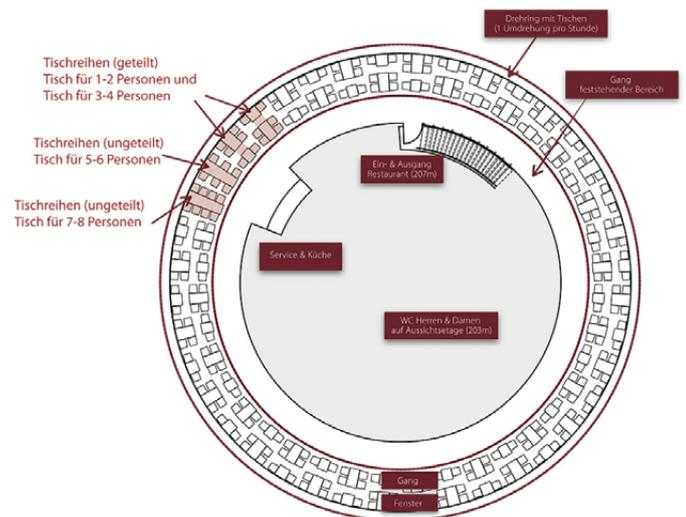 Drehring mit Tischen
(1 Umdrehung pro Stunde)
Tischreihen (geteilt)
Tisch für 1-2 Personen und
Tisch für 3-4 Personen
Gang
feststehender Bereich
Tischreihen (ungeteilt)
Tisch für 5-6 Personen
Ein- & Ausgang
Restaurant (207m)
Tischreihen (ungeteilt)
Tisch für 7-8 Personen
Service & Küche
WC Herren & Damen
auf Aussichtsetage (203m)
Gang
Fenster